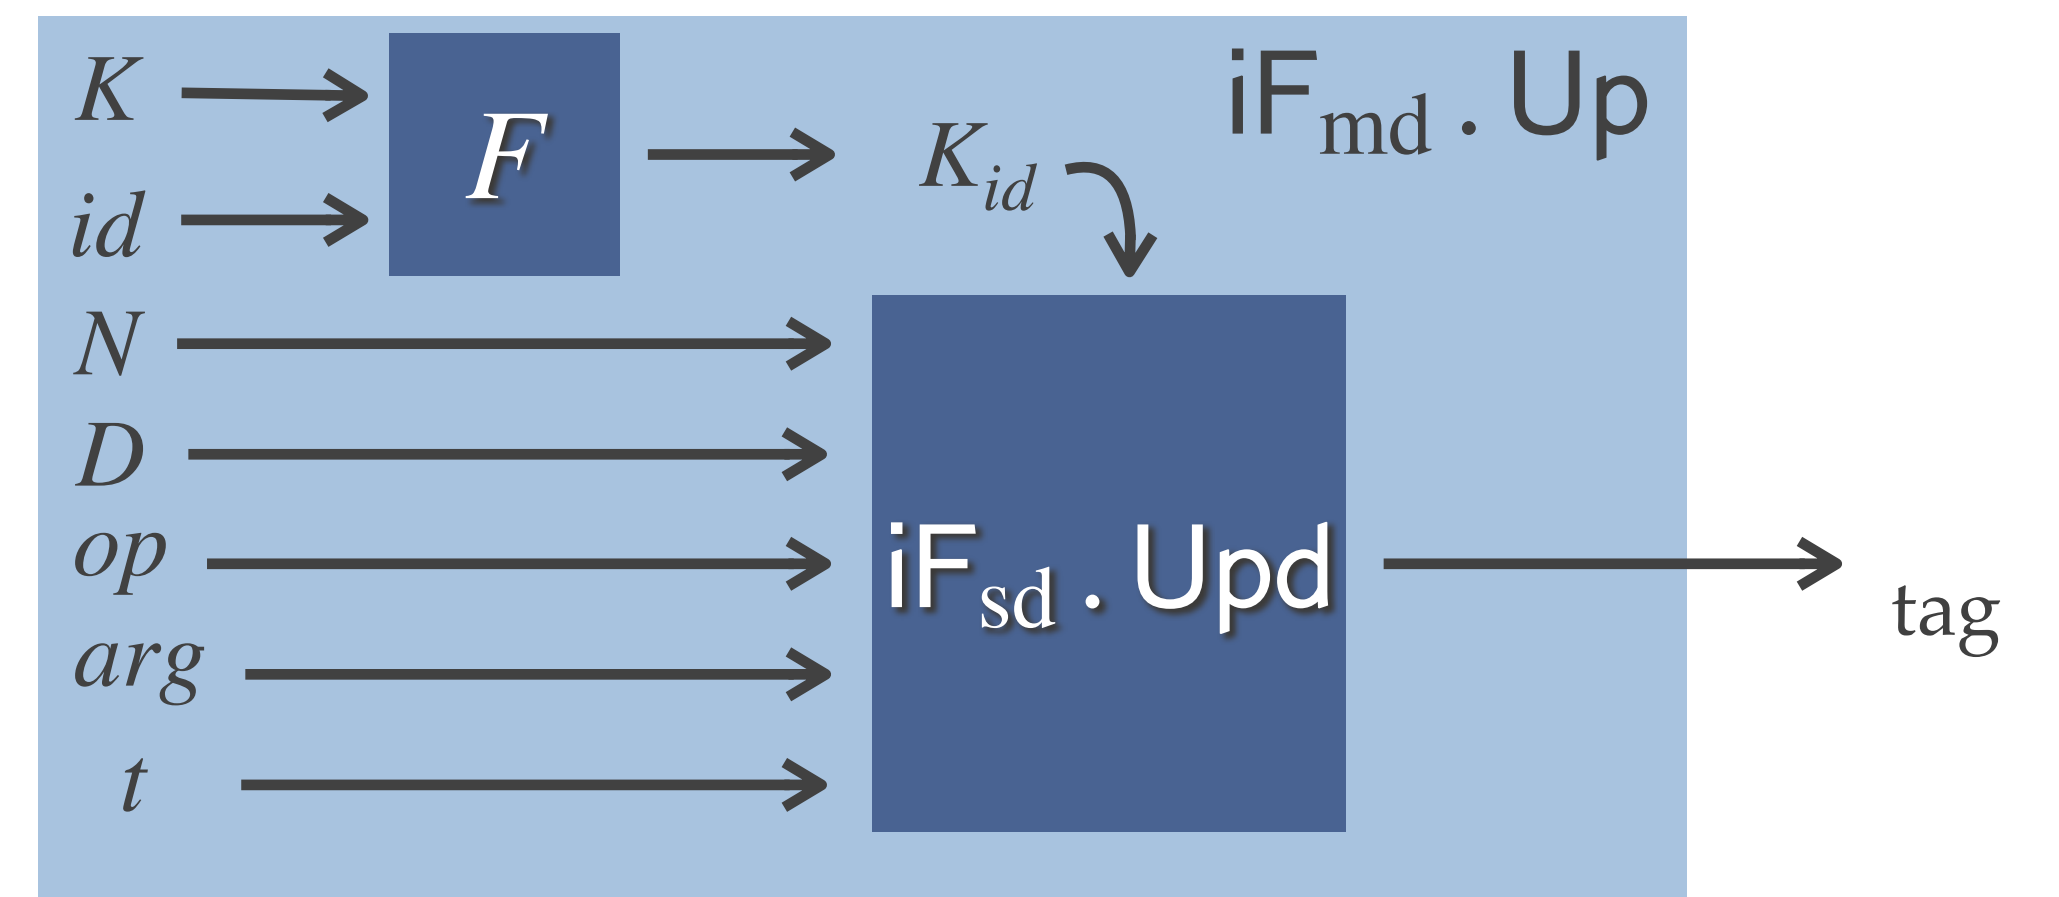 K
F
iF_md . Up
K_id
id
N
D
op
iF_sd . Upd
tag
arg
t